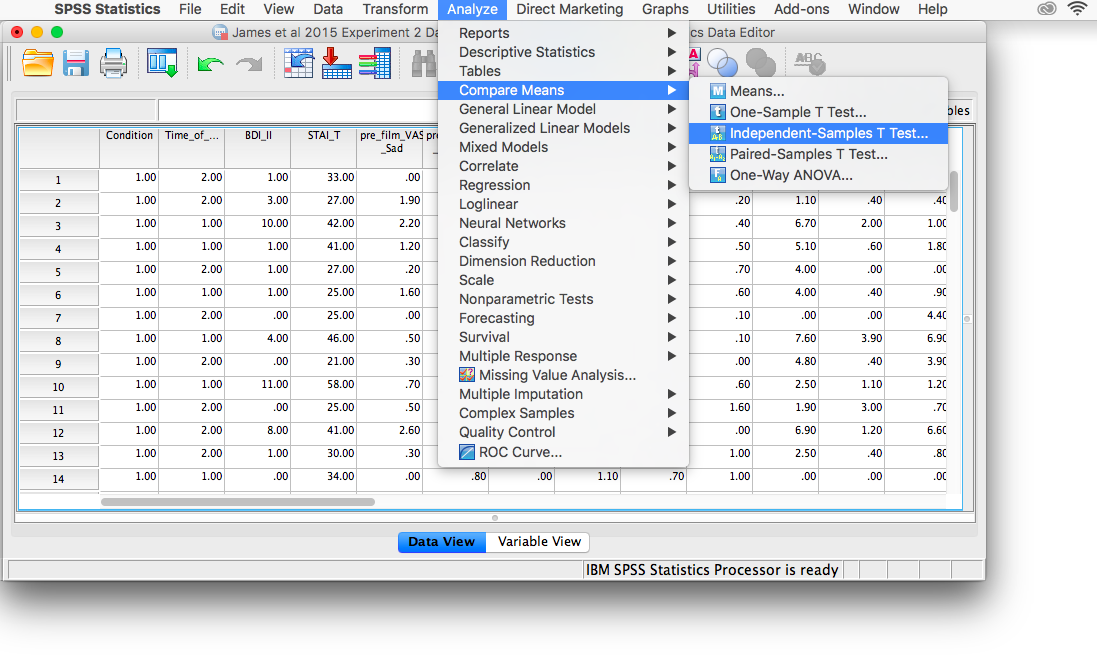 SPSS Statistics File Edit View Data Transform Analyze Direct Marketing Graphs Utilities Add-ons Window Help
James et al 2015 Experiment 2 Da
cs Data Editor
Reports
Descriptive Statistics
Tables
Compare Means
General Linear Model
Generalized Linear Models
Mixed Models
Correlate
Regression
Loglinear
Neural Networks
Classify
Dimension Reduction
Scale
Nonparametric Tests
Forecasting
Survival
Multiple Response
Missing Value Analysis...
Multiple Imputation
Complex Samples
Quality Control
ROC Curve...
Means...
One-Sample T Test...
Independent-Samples T Test...
Paired-Samples T Test...
One-Way ANOVA...
bles
Condition Time_of_... BDI_II STAI_T pre_film_VAS pre
_Sad _
1 1.00 2.00 1.00 33.00 .00
2 1.00 2.00 3.00 27.00 1.90 .20 1.10 .40 .40
3 1.00 1.00 10.00 42.00 2.20 .40 6.70 2.00 1.00
4 1.00 1.00 1.00 41.00 1.20 .50 5.10 .60 1.80
5 1.00 2.00 1.00 27.00 .20 .70 4.00 .00 .00
6 1.00 1.00 1.00 25.00 1.60 .60 4.00 .40 .90
7 1.00 2.00 .00 25.00 .00 .10 .00 .00 4.40
8 1.00 1.00 4.00 46.00 .50 .10 7.60 3.90 6.90
9 1.00 2.00 .00 21.00 .30 .00 4.80 .40 3.90
10 1.00 1.00 11.00 58.00 .70 .60 2.50 1.10 1.20
11 1.00 2.00 .00 25.00 .50 1.60 1.90 3.00 .70
12 1.00 2.00 8.00 41.00 2.60 .00 6.90 1.20 6.60
13 1.00 2.00 1.00 30.00 .30 1.00 2.50 .40 .80
14 1.00 1.00 .00 34.00 .00 .80 .00 1.10 .70 1.00 .00 .00 .00
Data View Variable View
IBM SPSS Statistics Processor is ready